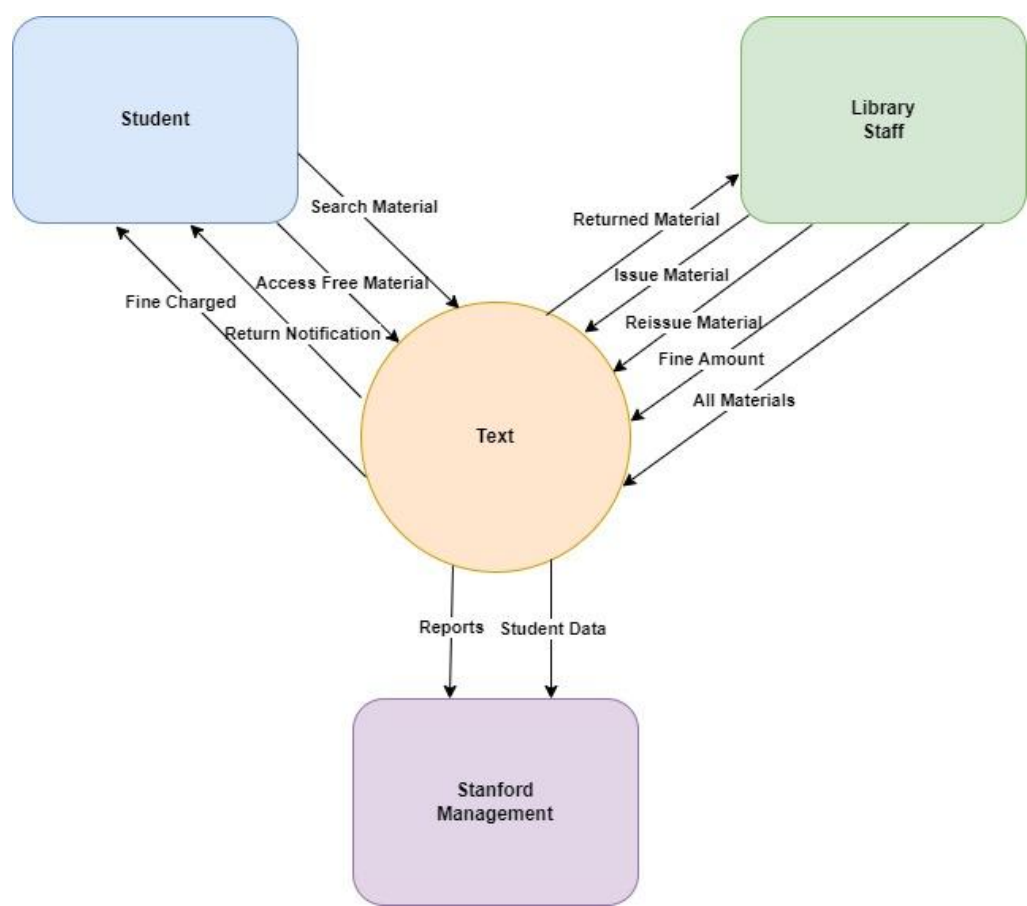 Student
Library
Staff
Search Material
Returned Material
Access Free Material
Issue Material
Fine Charged
Return Notification
Reissue Material
Fine Amount
All Materials
Text
Reports
Student Data
Stanford
Management